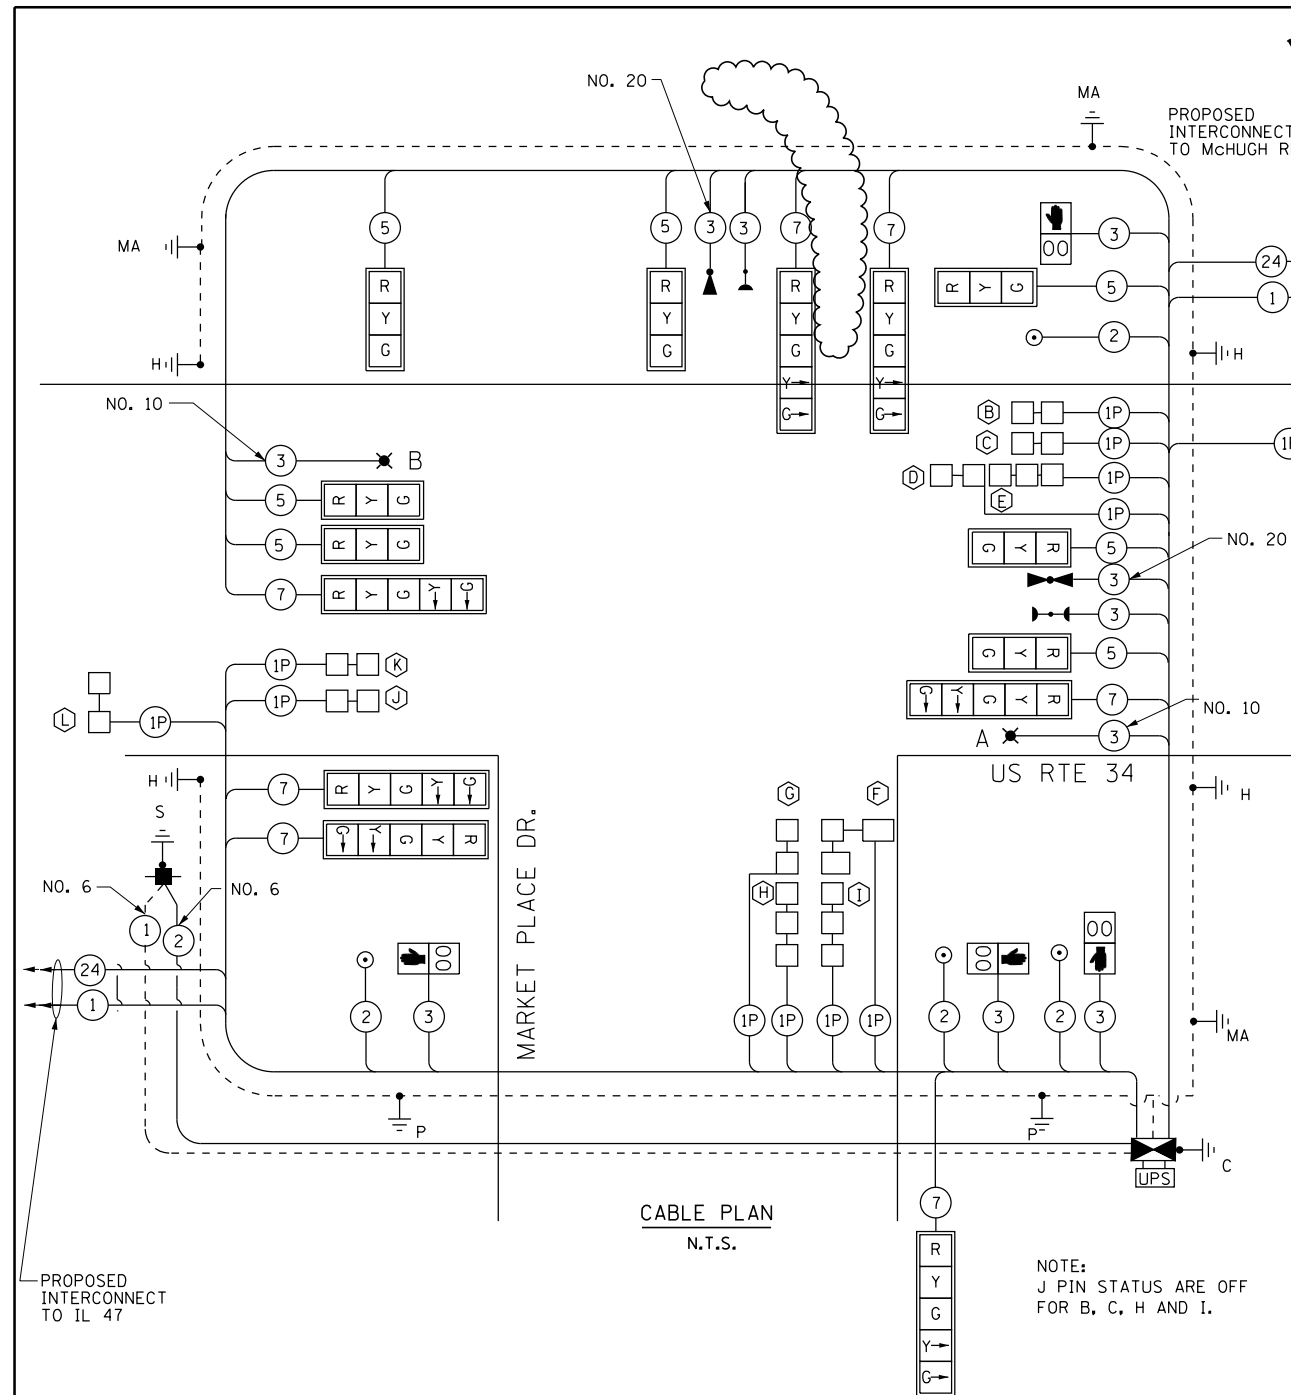 NO. 20
MA
PROPOSED
INTERCONNECT
TO McHUGH R
5
5
3
3
7
7
3
00
MA
24
R
Y
G
R
Y
G
R
Y
G
Y
G
R
Y
G
Y
G
R Y G
5
1
2
H
H
NO. 10
B
1P
3
B
C
1P
D
1P
E
1P
5
R Y G
5
R Y G
7
R Y G Y G
G Y R
5
NO. 20
3
3
G Y R
5
G Y G Y R
7
NO. 10
A
3
1P
K
1P
J
L
1P
US RTE 34
H
7
R Y G Y G
7
G Y G Y R
H
S
G
F
H
I
NO. 6
NO. 6
1
2
MARKET PLACE DR.
24
1
00
2
3
1P
1P
1P
1P
00
00
2
3
2
3
MA
P
P
C
UPS
7
R
Y
G
Y
G
CABLE PLAN
N.T.S.
PROPOSED
INTERCONNECT
TO IL 47
NOTE:
J PIN STATUS ARE OFF
FOR B, C, H AND I.